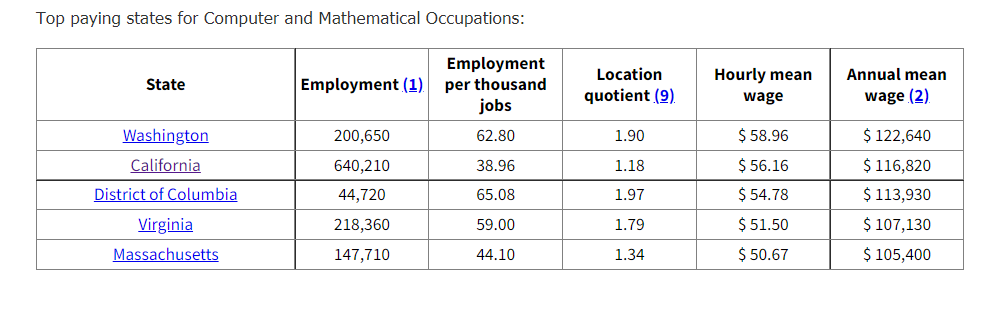 Top paying states for Computer and Mathematical Occupations:
State Employment (1) Employment per thousand jobs Location quotient (9) Hourly mean wage Annual mean wage (2)
Washington 200,650 62.80 1.90 $ 58.96 $ 122,640
California 640,210 38.96 1.18 $ 56.16 $ 116,820
District of Columbia 44,720 65.08 1.97 $ 54.78 $ 113,930
Virginia 218,360 59.00 1.79 $ 51.50 $ 107,130
Massachusetts 147,710 44.10 1.34 $ 50.67 $ 105,400